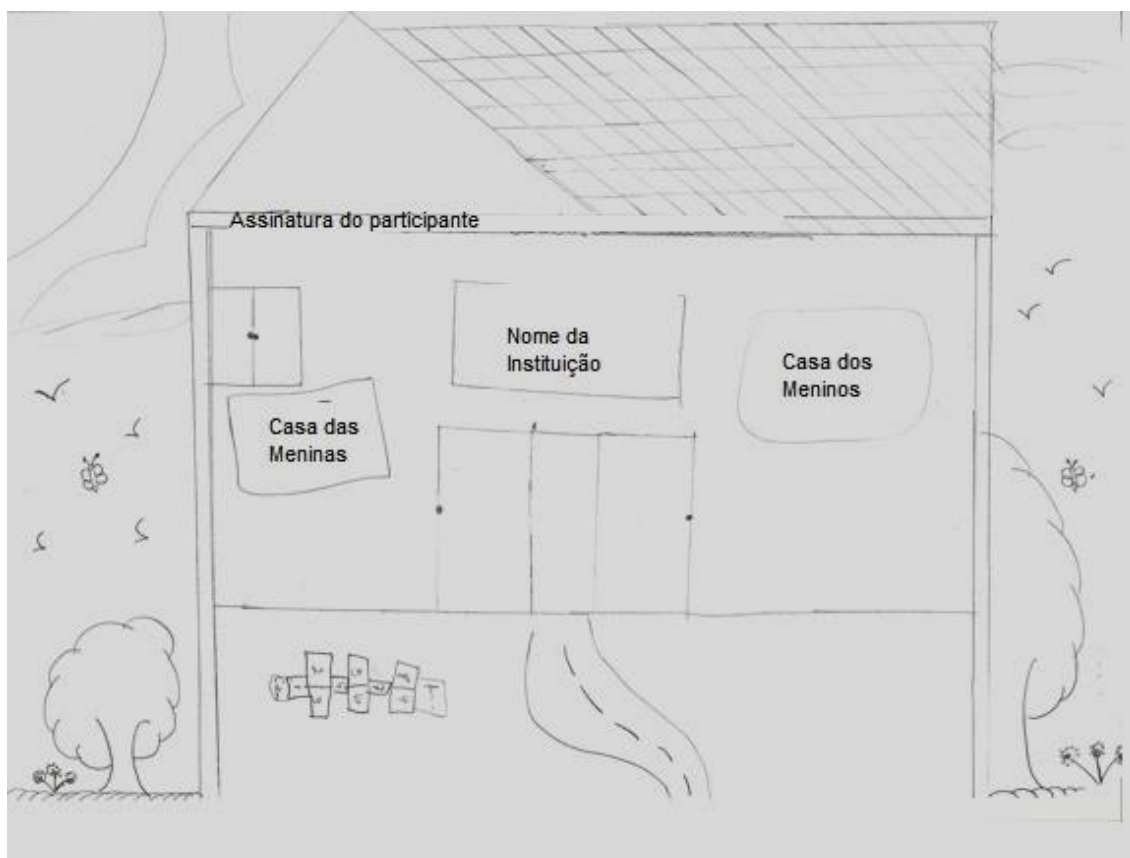 Assinatura do participante
Nome da
Instituição
Casa dos
Meninos
Casa das
Meninas